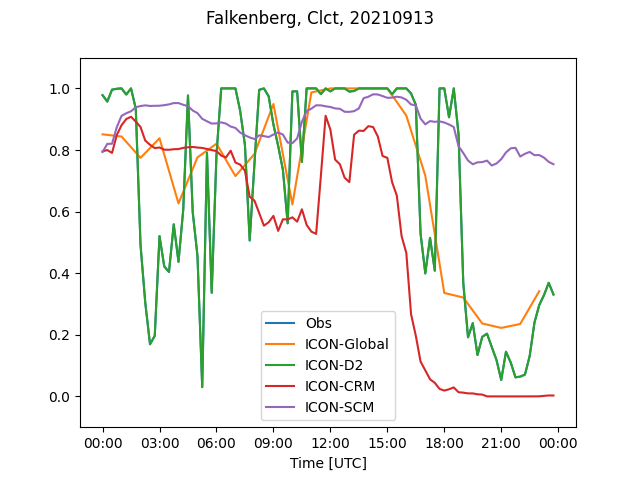 Falkenberg, Clct, 20210913
1.0
0.8
0.6
0.4
0.2
0.0
Obs
ICON-Global
ICON-D2
ICON-CRM
ICON-SCM
00:00 03:00 06:00 09:00 12:00 15:00 18:00 21:00 00:00
Time [UTC]